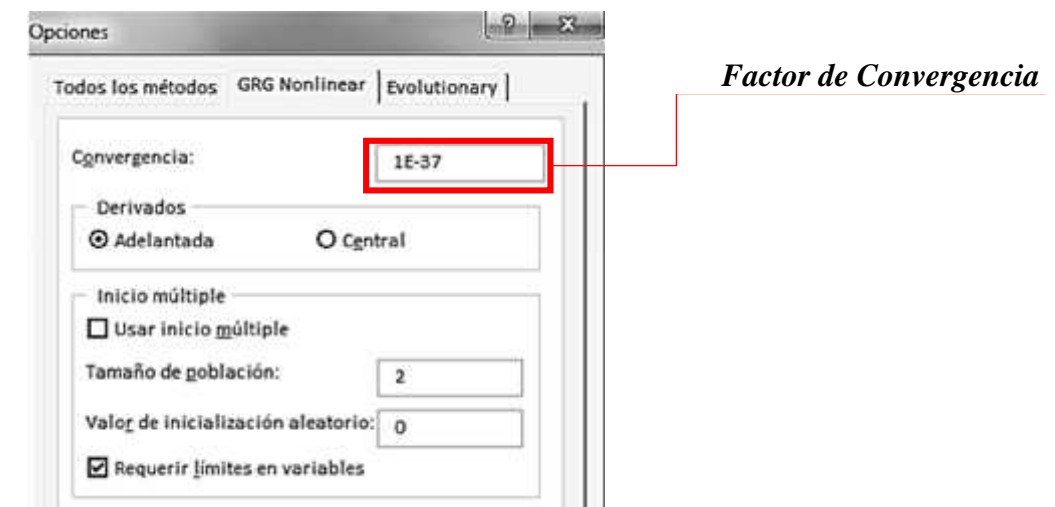 Opciones
Todos los métodos GRG Nonlinear Evolutionary
Factor de Convergencia
Convergencia: 1E-37
Derivados
Adelantada Central
Inicio múltiple
Usar inicio múltiple
Tamaño de población: 2
Valor de inicialización aleatorio: 0
Requerir límites en variables